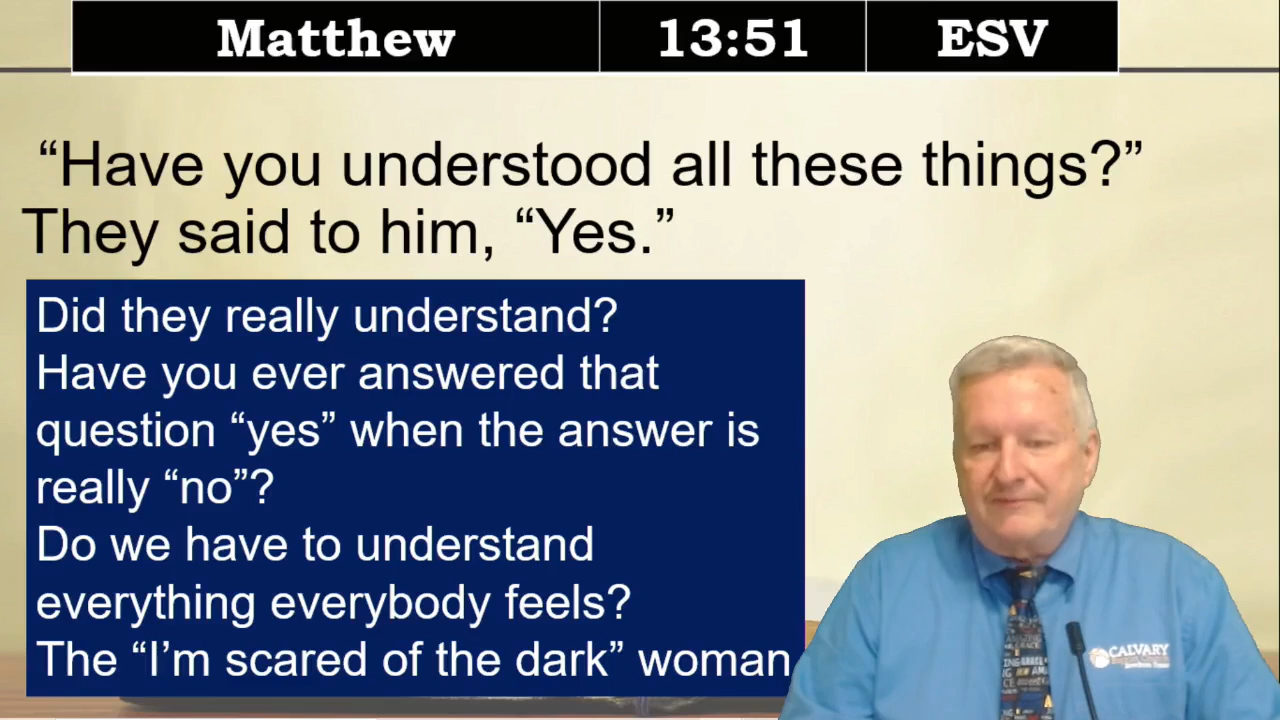 Matthew 13:51 ESV
“Have you understood all these things?”
They said to him, “Yes.”
Did they really understand?
Have you ever answered that
question “yes” when the answer is
really “no”?
Do we have to understand
everything everybody feels?
The “I’m scared of the dark” woman
CALVARY